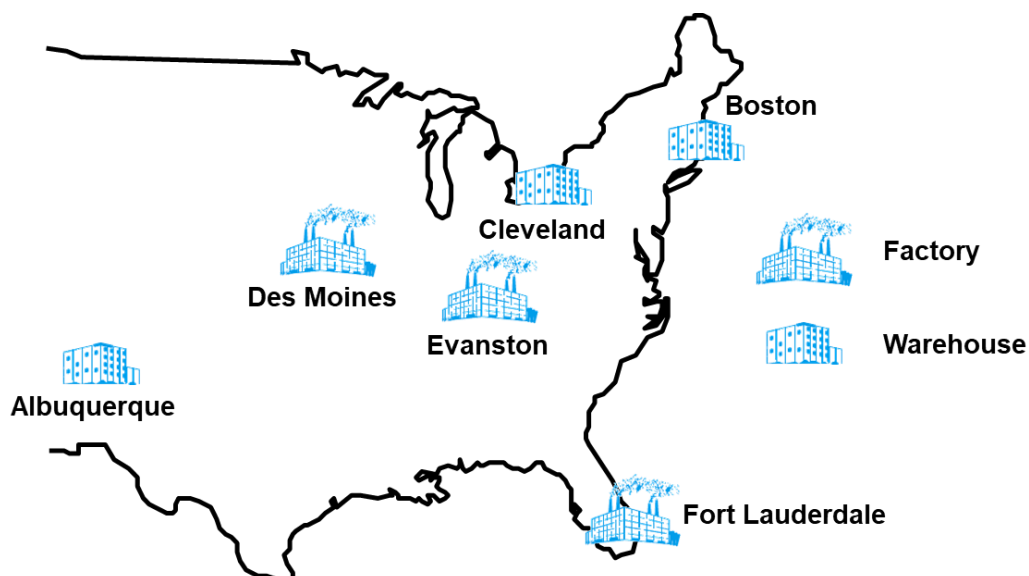 Boston
Cleveland
Factory
Des Moines
Evanston
Warehouse
Albuquerque
Fort Lauderdale